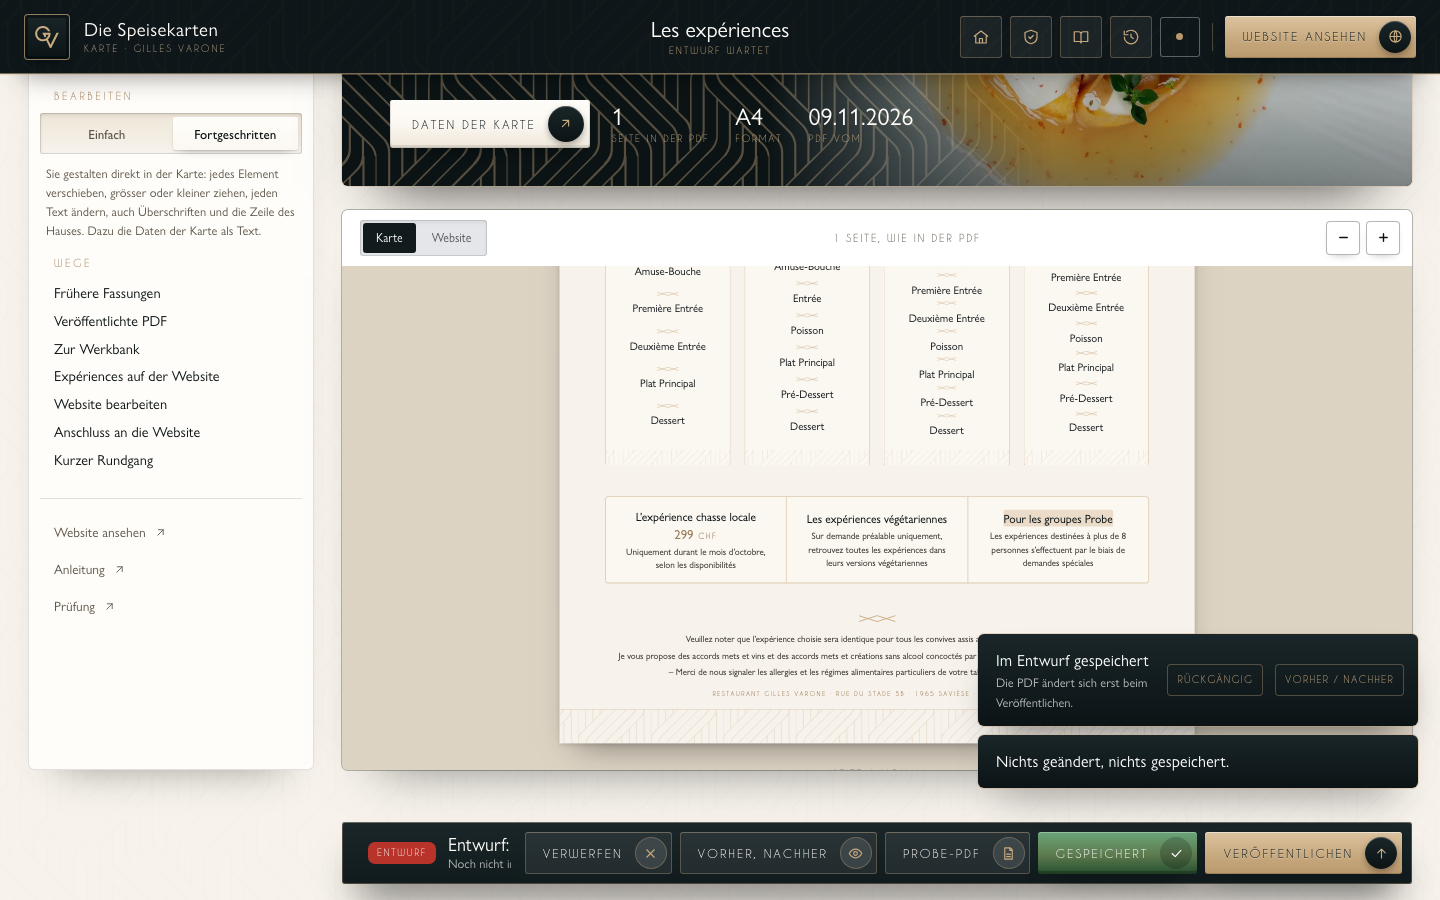 Die Speisekarten
KARTE · GILLES VARONE
Les expériences
ENTWURF WARTET
WEBSITE ANSEHEN
BEARBEITEN
Einfach
Fortgeschritten
Sie gestalten direkt in der Karte: jedes Element
verschieben, grösser oder kleiner ziehen, jeden
Text ändern, auch Überschriften und die Zeile des
Hauses. Dazu die Daten der Karte als Text.
WEGE
Frühere Fassungen
Veröffentlichte PDF
Zur Werkbank
Expériences auf der Website
Website bearbeiten
Anschluss an die Website
Kurzer Rundgang
Website ansehen
Anleitung
Prüfung
DATEN DER KARTE
1
SEITE IN DER PDF
A4
FORMAT
09.11.2026
PDF VOM
Karte
Website
1 SEITE, WIE IN DER PDF
Amuse-Bouche
Première Entrée
Deuxième Entrée
Plat Principal
Dessert
Amuse-Bouche
Entrée
Poisson
Plat Principal
Pré-Dessert
Dessert
Première Entrée
Deuxième Entrée
Poisson
Plat Principal
Pré-Dessert
Dessert
Première Entrée
Deuxième Entrée
Poisson
Plat Principal
Pré-Dessert
Dessert
L'expérience chasse locale
299 CHF
Uniquement durant le mois d'octobre,
selon les disponibilités
Les expériences végétariennes
Sur demande préalable uniquement,
retrouvez toutes les expériences dans
leurs versions végétariennes
Pour les groupes Probe
Les expériences destinées à plus de 8
personnes s'effectuent par le biais de
demandes spéciales
Veuillez noter que l'expérience choisie sera identique pour tous les convives assis
Je vous propose des accords mets et vins et des accords mets et créations sans alcool concoctés par
– Merci de nous signaler les allergies et les régimes alimentaires particuliers de votre
RESTAURANT GILLES VARONE · RUE DU STADE 5B · 1965 SAVIÈSE
Im Entwurf gespeichert
Die PDF ändert sich erst beim
Veröffentlichen.
RÜCKGÄNGIG
VORHER / NACHHER
Nichts geändert, nichts gespeichert.
ENTWURF
Entwurf:
Noch nicht
VERWERFEN
VORHER, NACHHER
PROBE-PDF
GESPEICHERT
VERÖFFENTLICHEN